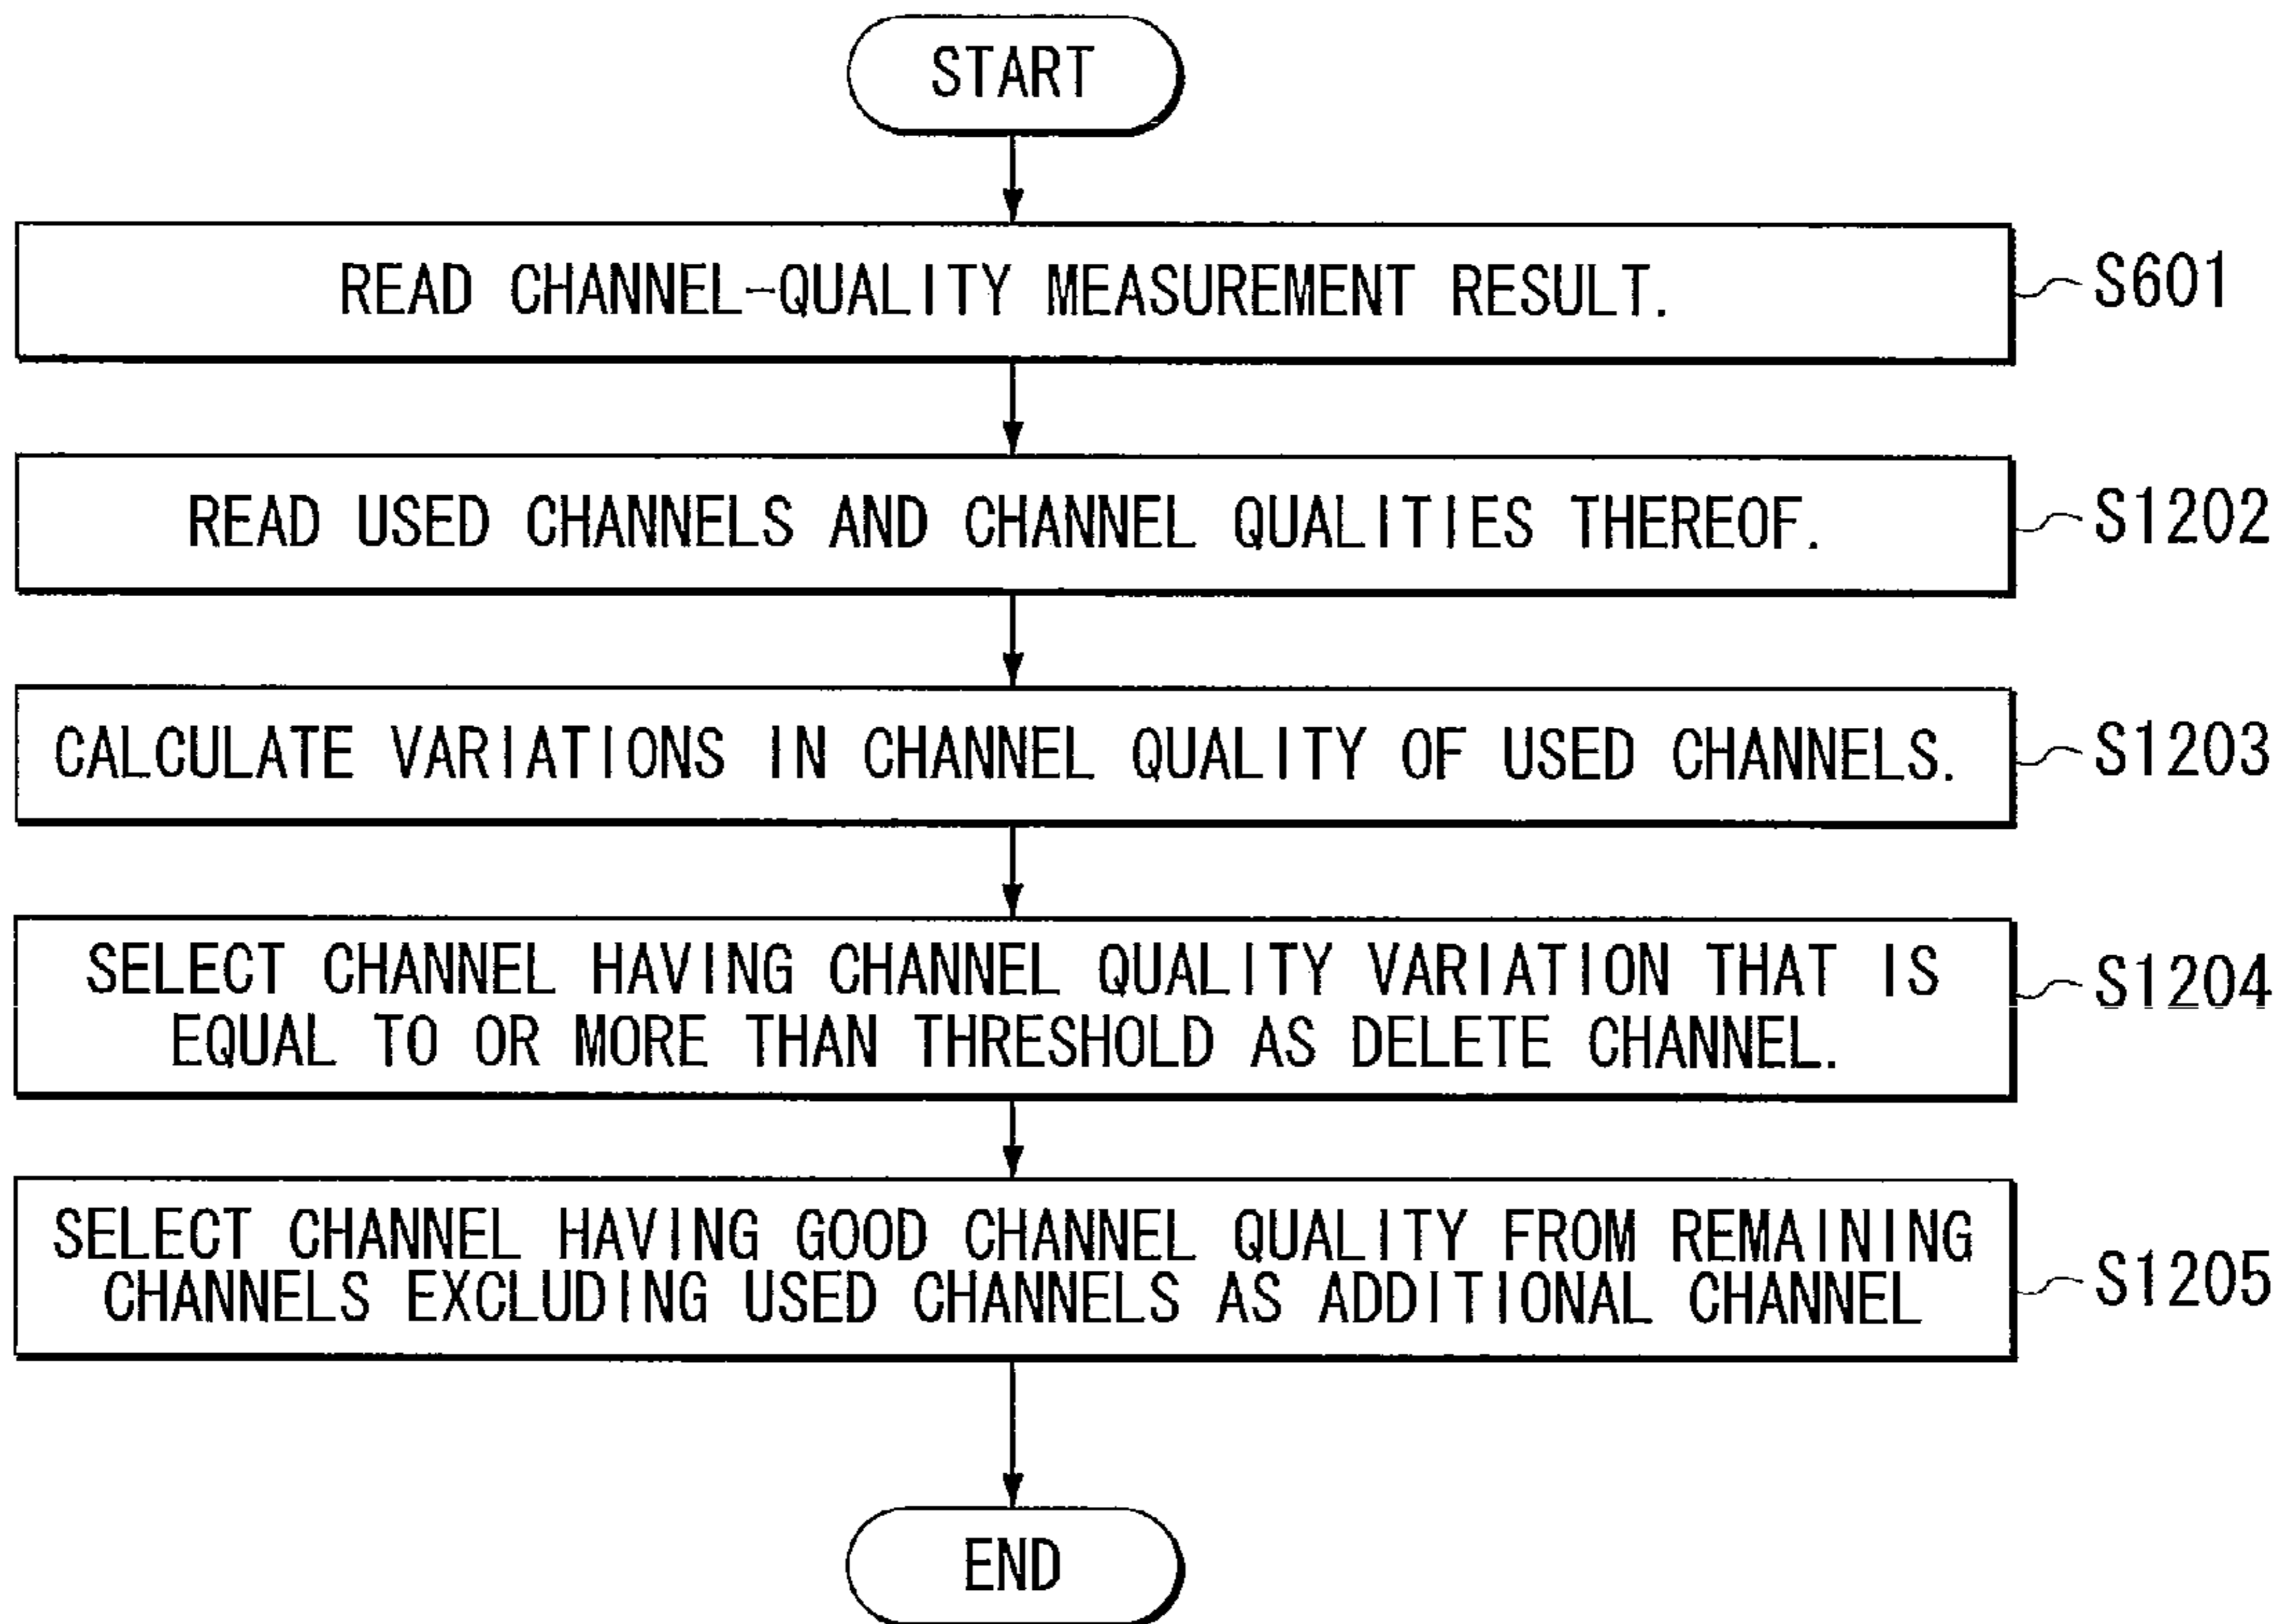 START
READ CHANNEL-QUALITY MEASUREMENT RESULT.
S601
READ USED CHANNELS AND CHANNEL QUALITIES THEREOF.
S1202
CALCULATE VARIATIONS IN CHANNEL QUALITY OF USED CHANNELS.
S1203
SELECT CHANNEL HAVING CHANNEL QUALITY VARIATION THAT IS
EQUAL TO OR MORE THAN THRESHOLD AS DELETE CHANNEL.
S1204
SELECT CHANNEL HAVING GOOD CHANNEL QUALITY FROM REMAINING
CHANNELS EXCLUDING USED CHANNELS AS ADDITIONAL CHANNEL
S1205
END